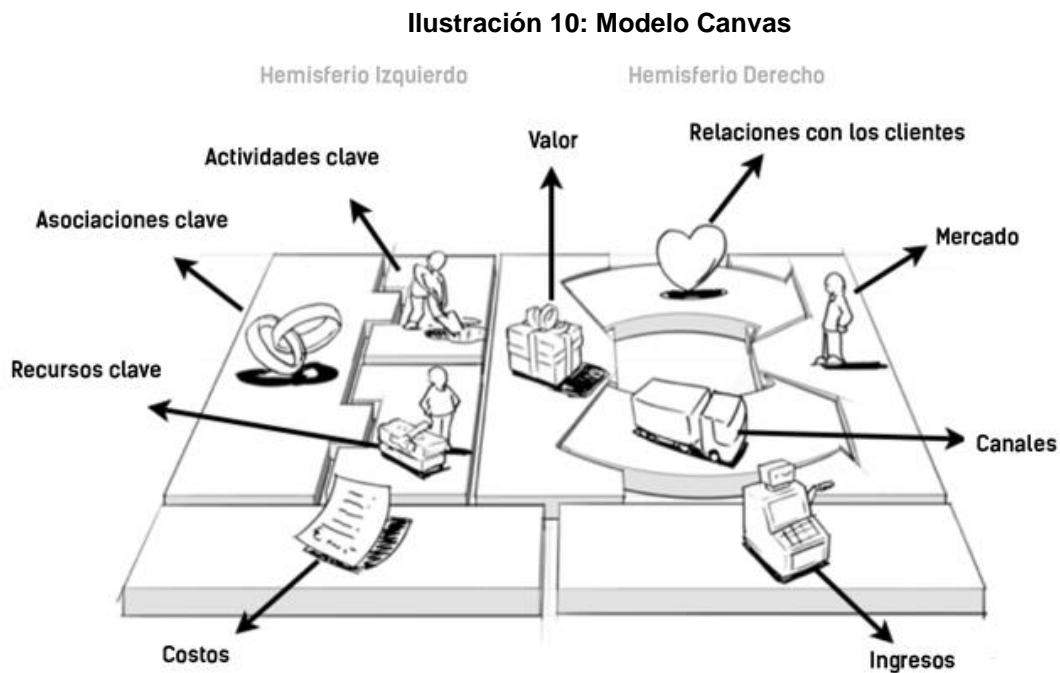 Ilustración 10: Modelo Canvas
Hemisferio Izquierdo
Hemisferio Derecho
Relaciones con los clientes
Valor
Actividades clave
Asociaciones clave
Mercado
Recursos clave
Canales
Costos
Ingresos